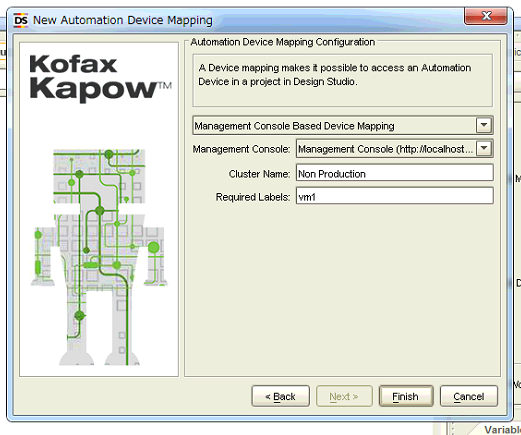 DS New Automation Device Mapping
Kofax
Kapow™
Automation Device Mapping Configuration
A Device mapping makes it possible to access an Automation
Device in a project in Design Studio.
Management Console Based Device Mapping
Management Console: Management Console (http://localhost...
Cluster Name: Non Production
Required Labels: vm1
< Back
Next >
Finish
Cancel
Variabl